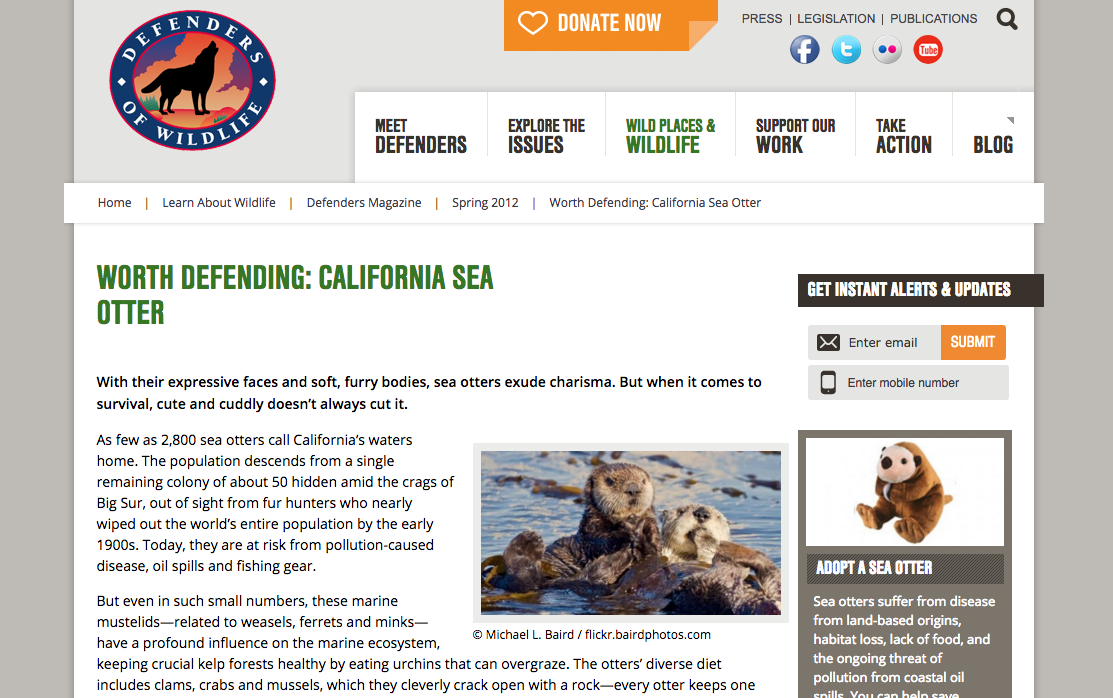 DEFENDERS
OF WILDLIFE
DONATE NOW
PRESS | LEGISLATION | PUBLICATIONS
f
t
You Tube
MEET
DEFENDERS
EXPLORE THE
ISSUES
WILD PLACES &
WILDLIFE
SUPPORT OUR
WORK
TAKE
ACTION
BLOG
Home | Learn About Wildlife | Defenders Magazine | Spring 2012 | Worth Defending: California Sea Otter
WORTH DEFENDING: CALIFORNIA SEA
OTTER
With their expressive faces and soft, furry bodies, sea otters exude charisma. But when it comes to
survival, cute and cuddly doesn’t always cut it.
As few as 2,800 sea otters call California’s waters
home. The population descends from a single
remaining colony of about 50 hidden amid the crags of
Big Sur, out of sight from fur hunters who nearly
wiped out the world’s entire population by the early
1900s. Today, they are at risk from pollution-caused
disease, oil spills and fishing gear.
But even in such small numbers, these marine
mustelids—related to weasels, ferrets and minks—
have a profound influence on the marine ecosystem,
keeping crucial kelp forests healthy by eating urchins that can overgraze. The otters’ diverse diet
includes clams, crabs and mussels, which they cleverly crack open with a rock—every otter keeps one
© Michael L. Baird / flickr.bairdphotos.com
GET INSTANT ALERTS & UPDATES
Enter email
SUBMIT
Enter mobile number
ADOPT A SEA OTTER
Sea otters suffer from disease
from land-based origins,
habitat loss, lack of food, and
the ongoing threat of
pollution from coastal oil
spills. You can help save